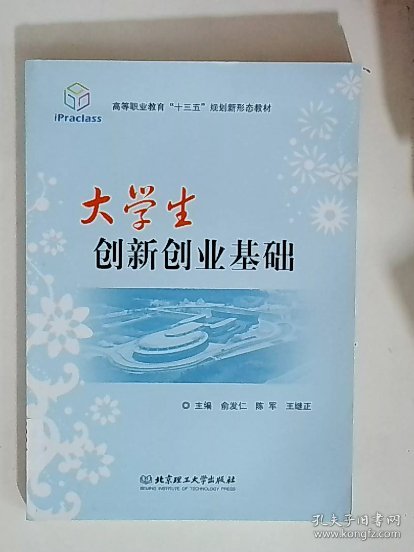 iPraclass
高等职业教育“十三五”规划新形态教材
大学生
创新创业基础
◎主编 俞发仁 陈军 王继正
北京理工大学出版社
BEIJING INSTITUTE OF TECHNOLOGY PRESS
孔夫子旧书网
www.kongfz.com